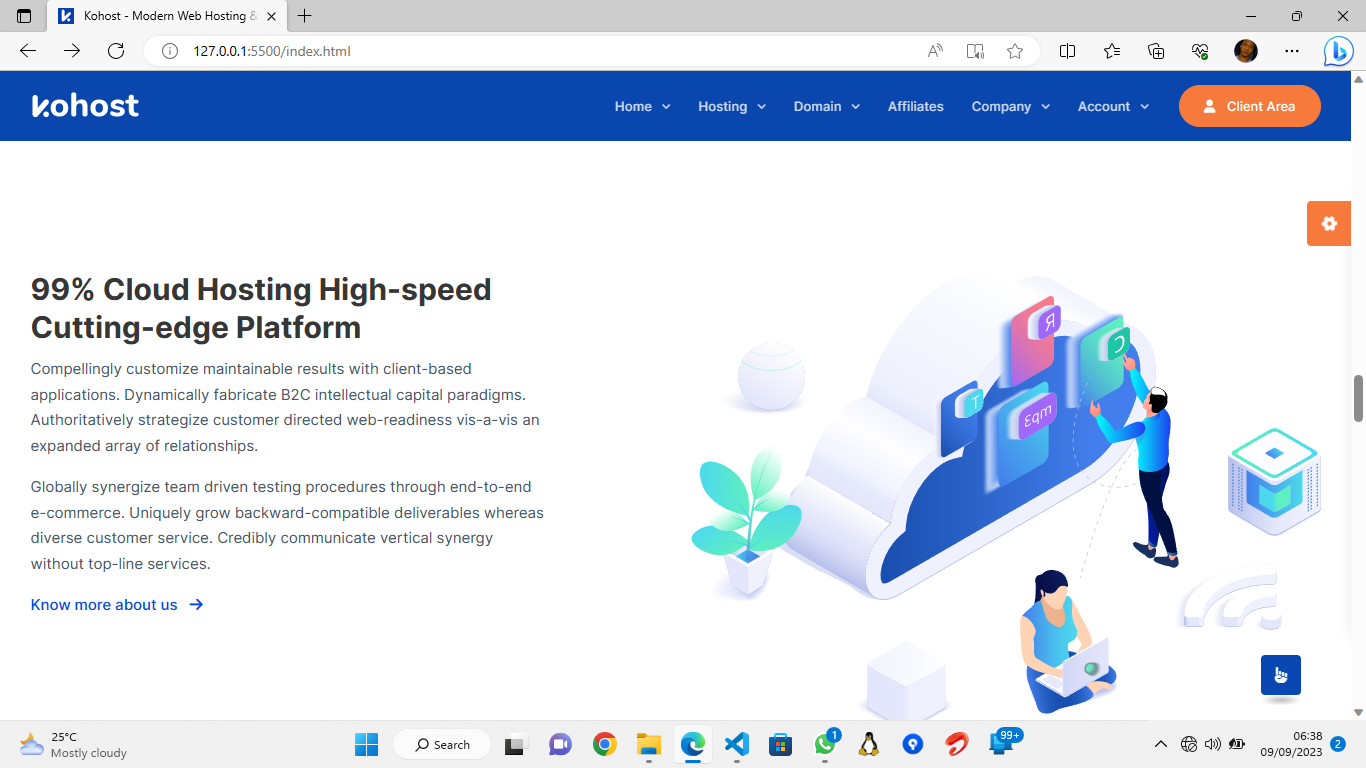 Kohost - Modern Web Hosting &
127.0.0.1:5500/index.html
kohost
Home
Hosting
Domain
Affiliates
Company
Account
Client Area
99% Cloud Hosting High-speed
Cutting-edge Platform
Compellingly customize maintainable results with client-based
applications. Dynamically fabricate B2C intellectual capital paradigms.
Authoritatively strategize customer directed web-readiness vis-a-vis an
expanded array of relationships.
Globally synergize team driven testing procedures through end-to-end
e-commerce. Uniquely grow backward-compatible deliverables whereas
diverse customer service. Credibly communicate vertical synergy
without top-line services.
Know more about us
25°C
Mostly cloudy
Search
1
99+
06:38
09/09/2023
2